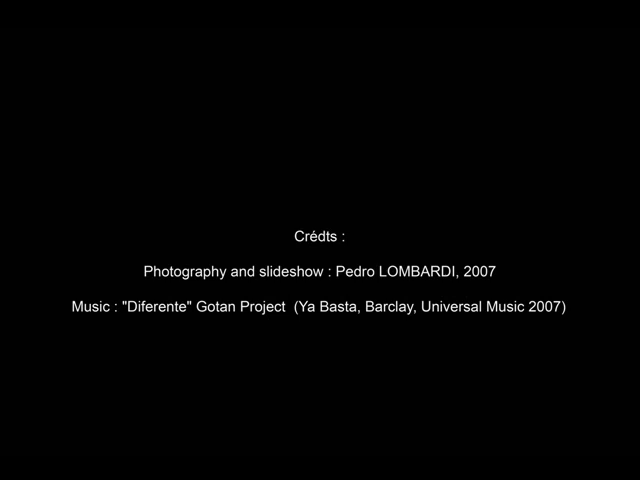 Crédts :
Photography and slideshow : Pedro LOMBARDI, 2007
Music : "Diferente" Gotan Project  (Ya Basta, Barclay, Universal Music 2007)